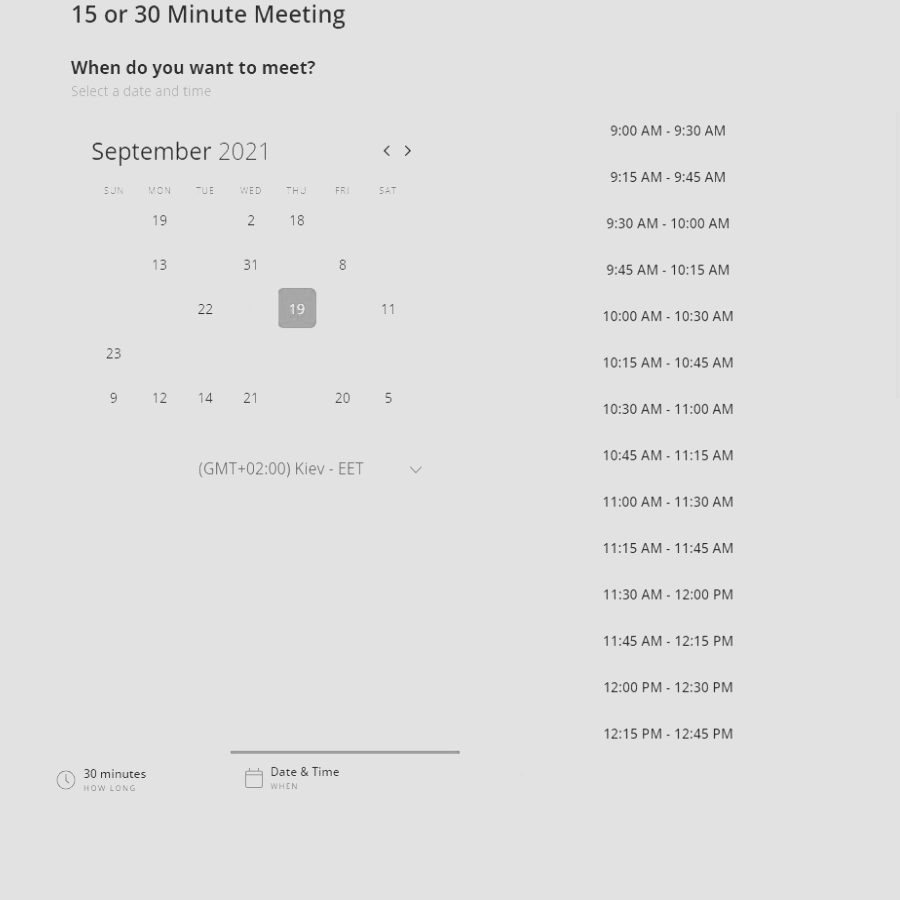 15 or 30 Minute Meeting
When do you want to meet?
Select a date and time
September 2021
SUN MON TUE WED THU FRI SAT
19 2 18
13 31 8
22 19 11
23
9 12 14 21 20 5
(GMT+02:00) Kiev - EET
9:00 AM - 9:30 AM
9:15 AM - 9:45 AM
9:30 AM - 10:00 AM
9:45 AM - 10:15 AM
10:00 AM - 10:30 AM
10:15 AM - 10:45 AM
10:30 AM - 11:00 AM
10:45 AM - 11:15 AM
11:00 AM - 11:30 AM
11:15 AM - 11:45 AM
11:30 AM - 12:00 PM
11:45 AM - 12:15 PM
12:00 PM - 12:30 PM
12:15 PM - 12:45 PM
30 minutes
HOW LONG
Date & Time
WHEN